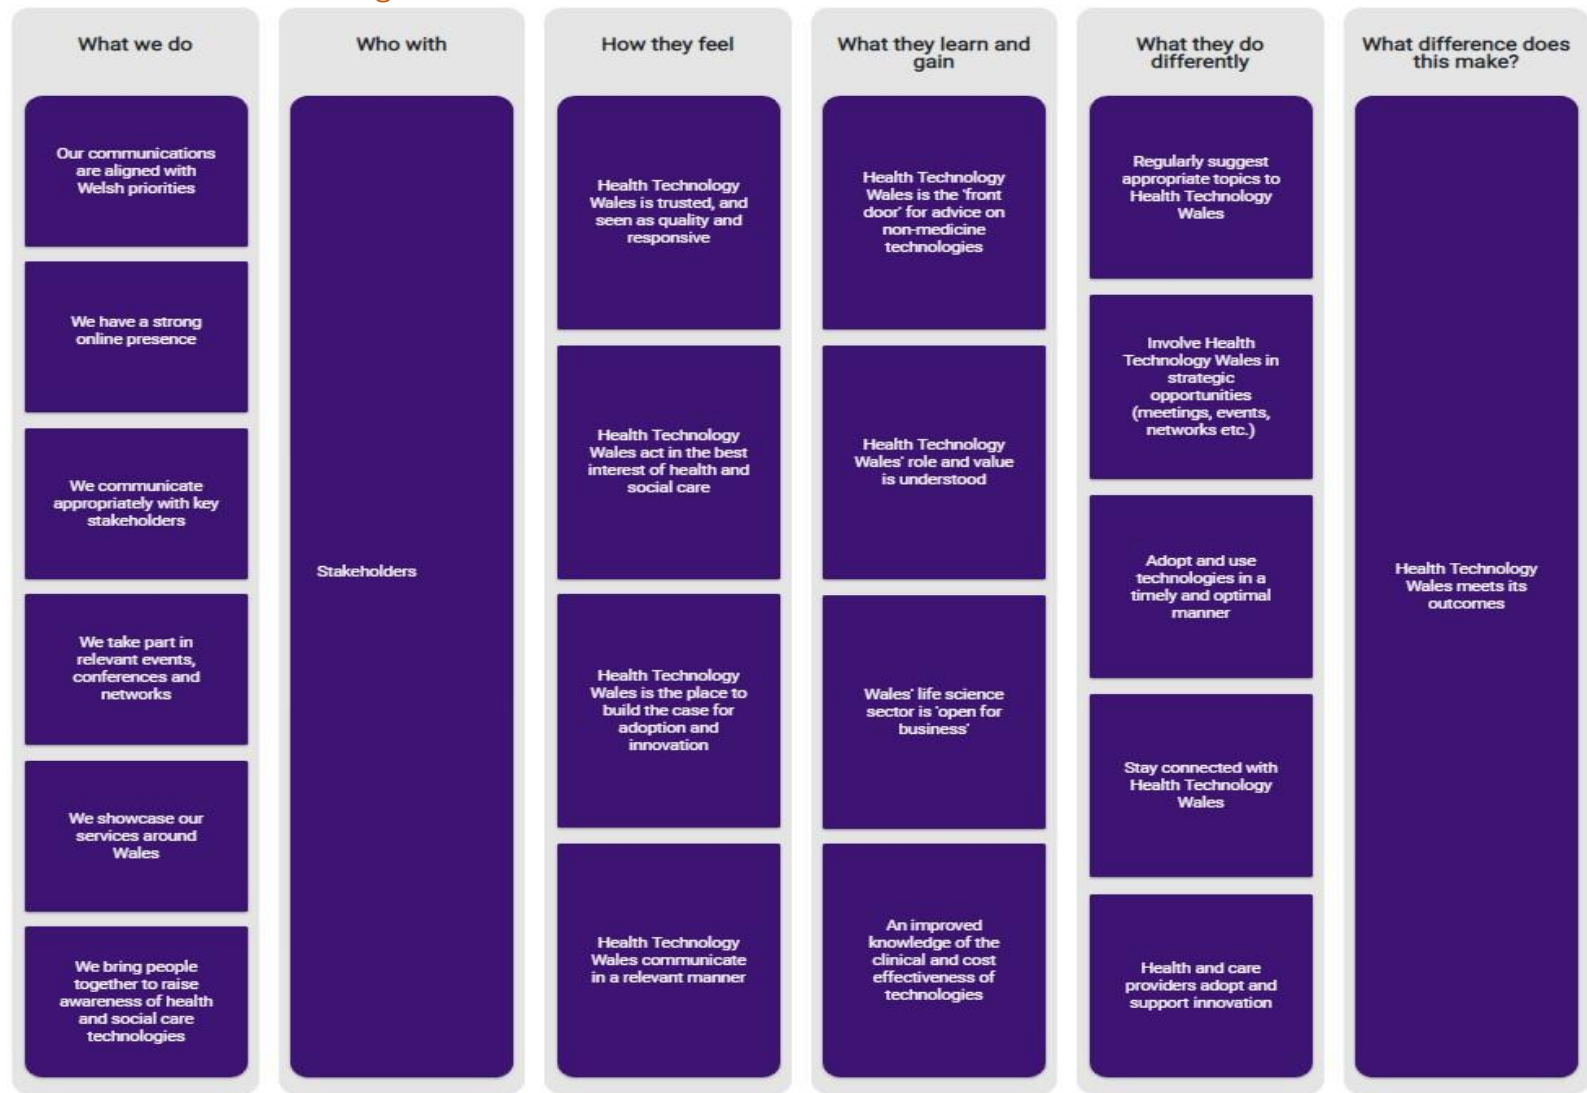 What we do
Our communications
are aligned with
Welsh priorities
We have a strong
online presence
We communicate
appropriately with key
stakeholders
We take part in
relevant events,
conferences and
networks
We showcase our
services around
Wales
We bring people
together to raise
awareness of health
and social care
technologies
Who with
Stakeholders
How they feel
Health Technology
Wales is trusted, and
seen as quality and
responsive
Health Technology
Wales act in the best
interest of health and
social care
Health Technology
Wales is the place to
build the case for
adoption and
innovation
Health Technology
Wales communicate
in a relevant manner
What they learn and
gain
Health Technology
Wales is the 'front
door' for advice on
non-medicine
technologies
Health Technology
Wales' role and value
is understood
Wales' life science
sector is 'open for
business'
An improved
knowledge of the
clinical and cost
effectiveness of
technologies
What they do
differently
Regularly suggest
appropriate topics to
Health Technology
Wales
Involve Health
Technology Wales in
strategic
opportunities
(meetings, events,
networks etc.)
Adopt and use
technologies in a
timely and optimal
manner
Stay connected with
Health Technology
Wales
Health and care
providers adopt and
support innovation
What difference does
this make?
Health Technology
Wales meets its
outcomes